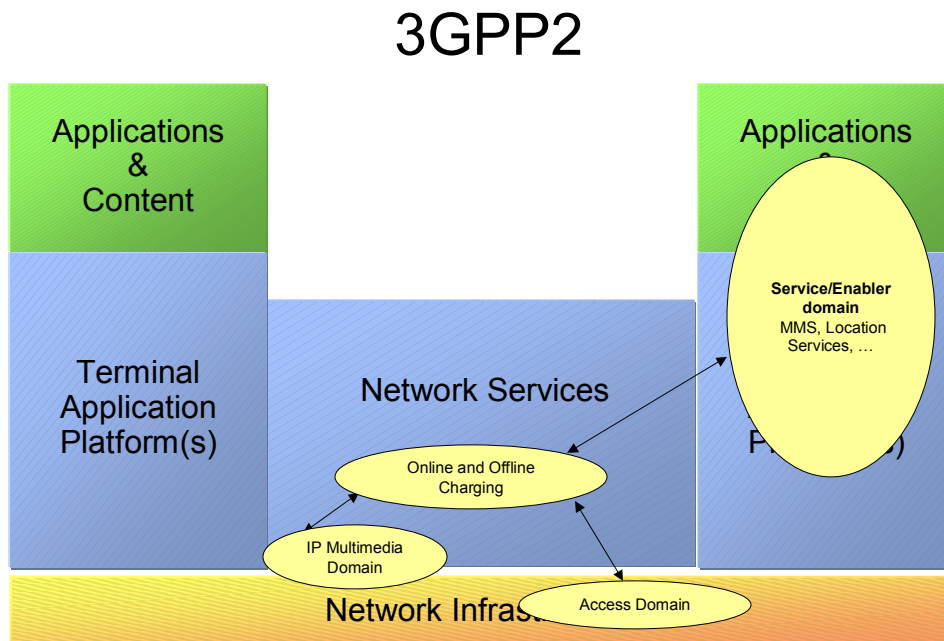 3GPP2
Applications
&
Content
Applications
Service/Enabler
domain
MMS, Location
Services, …
Terminal
Application
Platform(s)
Network Services
Online and Offline
Charging
IP Multimedia
Domain
Access Domain
Network